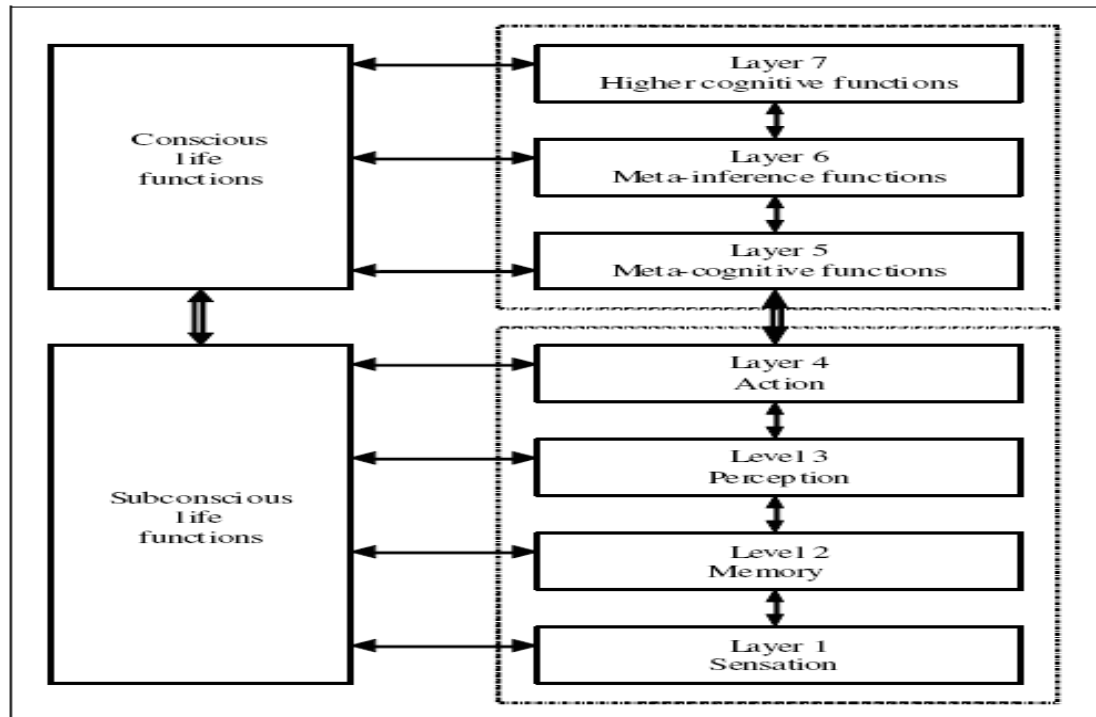 Conscious
life
functions
Layer 7
Higher cognitive functions
Layer 6
Meta-inference functions
Layer 5
Meta-cognitive functions
Subconscious
life
functions
Layer 4
Action
Level 3
Perception
Level 2
Memory
Layer 1
Sensation